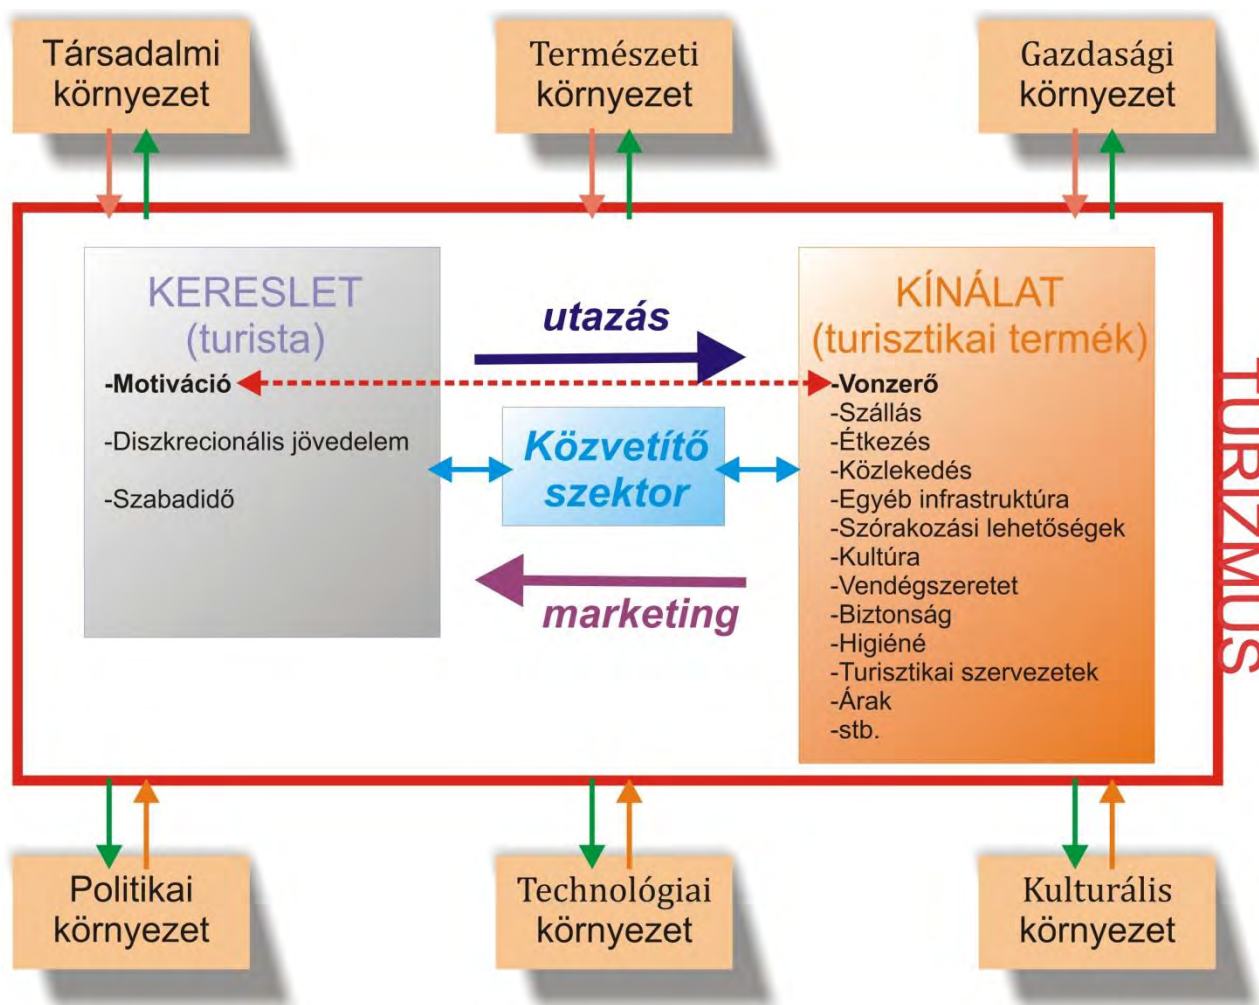 Társadalmi
környezet
Természeti
környezet
Gazdasági
környezet
KERESLET
(turista)
-Motiváció
-Diszkrecionális jövedelem
-Szabadidő
utazás
Közvetítő
szektor
marketing
KÍNÁLAT
(turisztikai termék)
-Vonzerő
-Szállás
-Étkezés
-Közlekedés
-Egyéb infrastruktúra
-Szórakozási lehetőségek
-Kultúra
-Vendégszeretet
-Biztonság
-Higiéné
-Turisztikai szervezetek
-Árak
-stb.
TURIZMUS
Politikai
környezet
Technológiai
környezet
Kulturális
környezet